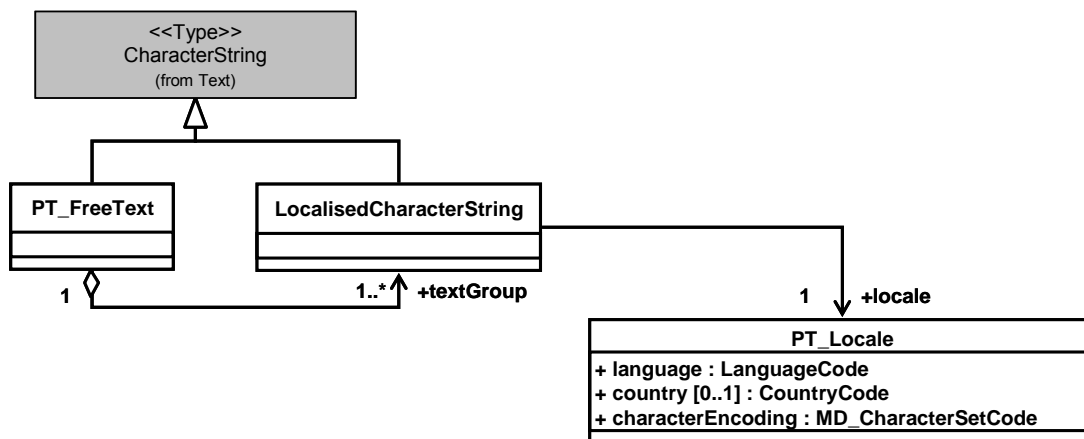 <<Type>>
CharacterString
(from Text)
PT_FreeText
LocalisedCharacterString
1
1..*
+textGroup
1
+locale
PT_Locale
+ language : LanguageCode
+ country [0..1] : CountryCode
+ characterEncoding : MD_CharacterSetCode